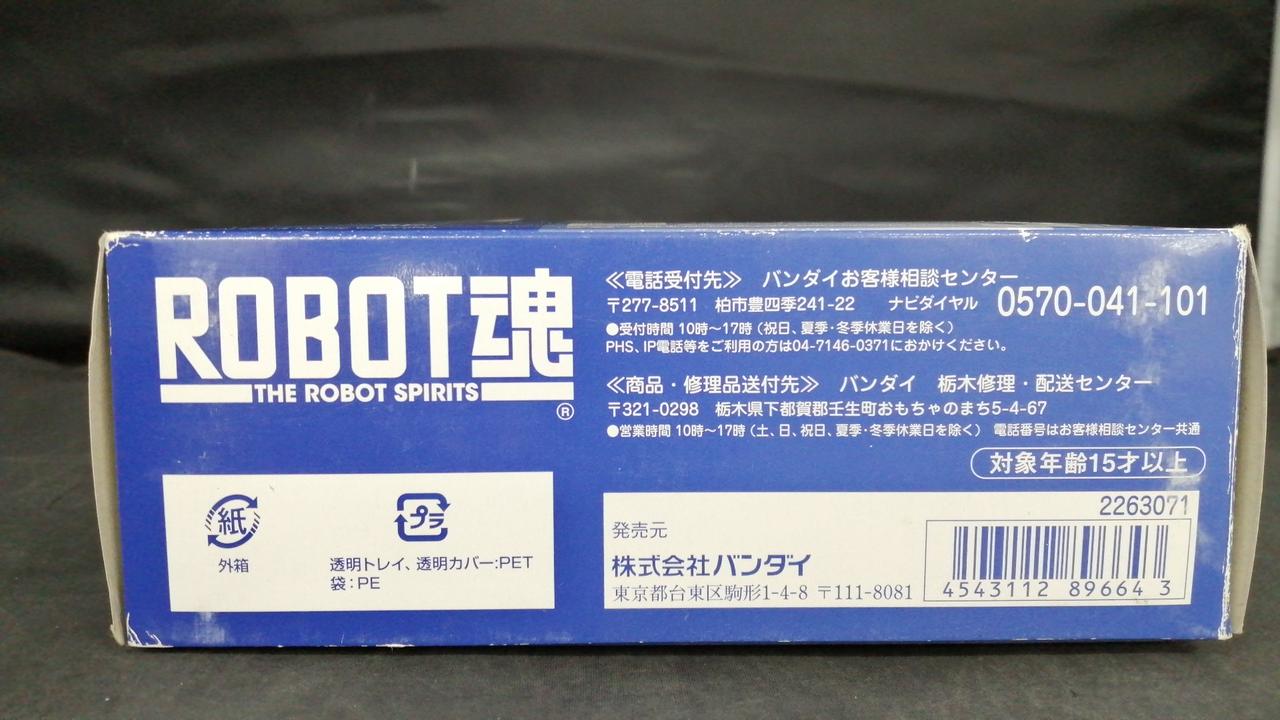 ROBOT魂
THE ROBOT SPIRITS
®
≪電話受付先≫ バンダイお客様相談センター
〒277-8511 柏市豊四季241-22 ナビダイヤル 0570-041-101
●受付時間 10時〜17時（祝日、夏季・冬季休業日を除く）
PHS、IP電話等をご利用の方は04-7146-0371におかけください。
≪商品・修理品送付先≫ バンダイ 栃木修理・配送センター
〒321-0298 栃木県下都賀郡壬生町おもちゃのまち5-4-67
●営業時間 10時〜17時（土、日、祝日、夏季・冬季休業日を除く） 電話番号はお客様相談センター共通
対象年齢15才以上
紙
外箱
プラ
透明トレイ、透明カバー:PET
袋：PE
発売元
株式会社バンダイ
東京都台東区駒形1-4-8 〒111-8081
2263071
4543112 89664 3